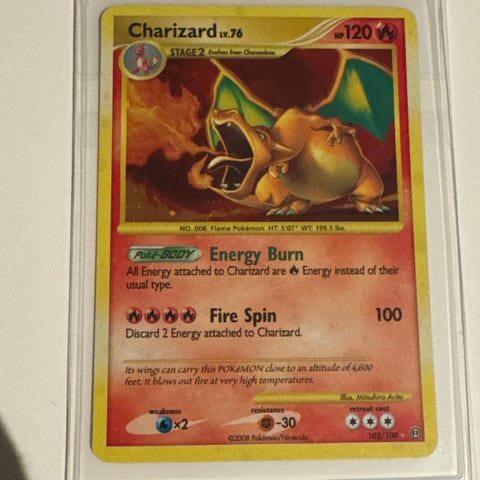 Charizard LV.76 HP 120
STAGE 2 Evolves from Charmeleon
NO. 006 Flame Pokémon HT: 5'07" WT: 199.5 lbs.
Poké-BODY Energy Burn
All Energy attached to Charizard are Energy instead of their
usual type.
Fire Spin 100
Discard 2 Energy attached to Charizard.
Its wings can carry this POKéMON close to an altitude of 4,600
feet. It blows out fire at very high temperatures.
Illus. Mitsuhiro Arita
weakness resistance retreat cost
×2 -30
©2008 Pokémon/Nintendo 103/100